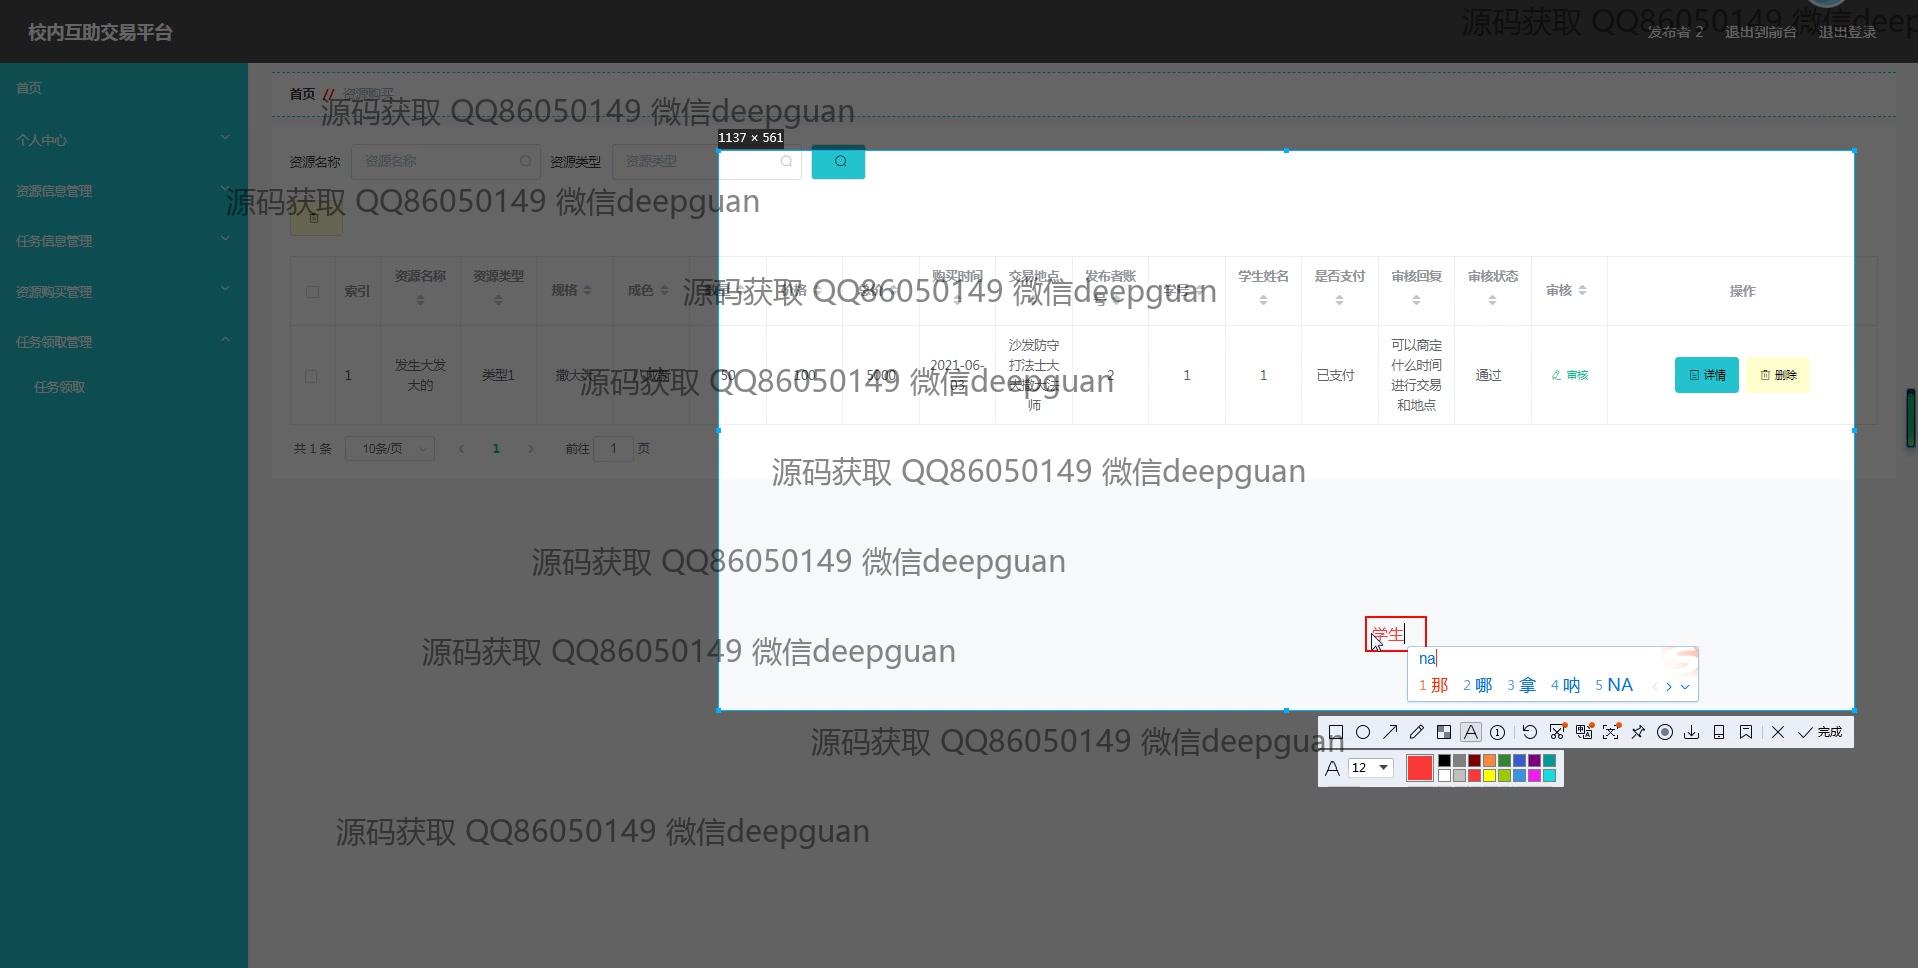 校内互助交易平台
源码获取 QQ86050149 微信deepguan
发布者 2 退出到前台 退出登录
首页
个人中心
资源信息管理
任务信息管理
资源购买管理
任务领取管理
任务领取
首页 // 资源购买
源码获取 QQ86050149 微信deepguan
1137 × 561
资源名称 资源名称 资源类型 资源类型
源码获取 QQ86050149 微信deepguan
索引 资源名称 资源类型 规格 成色 数量 价格 购买时间 交易地点 发布者账号 学号 学生姓名 是否支付 审核回复 审核状态 审核 操作
源码获取 QQ86050149 微信deepguan
1 发生大发大的 类型1 撒大 八成新 50 100 5000 2021-06-03 沙发防守打法士大大撒大法师 2 1 1 已支付 可以商定什么时间进行交易和地点 通过 审核 详情 删除
源码获取 QQ86050149 微信deepguan
共 1 条 10条/页 1 前往 1 页
源码获取 QQ86050149 微信deepguan
源码获取 QQ86050149 微信deepguan
学生
源码获取 QQ86050149 微信deepguan
na
1 那 2 哪 3 拿 4 呐 5 NA
源码获取 QQ86050149 微信deepguan
完成
A 12
源码获取 QQ86050149 微信deepguan